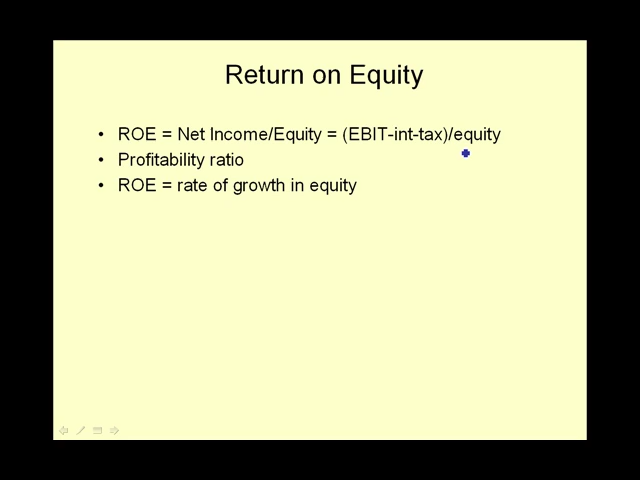 Return on Equity
• ROE = Net Income/Equity = (EBIT-int-tax)/equity
• Profitability ratio
• ROE = rate of growth in equity